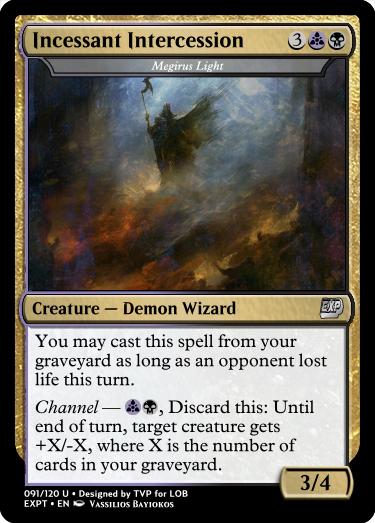 Incessant Intercession 3
Megirus Light
Creature — Demon Wizard
EXP
You may cast this spell from your
graveyard as long as an opponent lost
life this turn.
Channel — , Discard this: Until
end of turn, target creature gets
+X/-X, where X is the number of
cards in your graveyard.
3/4
091/120 U • Designed by TVP for LOB
EXPT • EN Vassilios Bayiokos